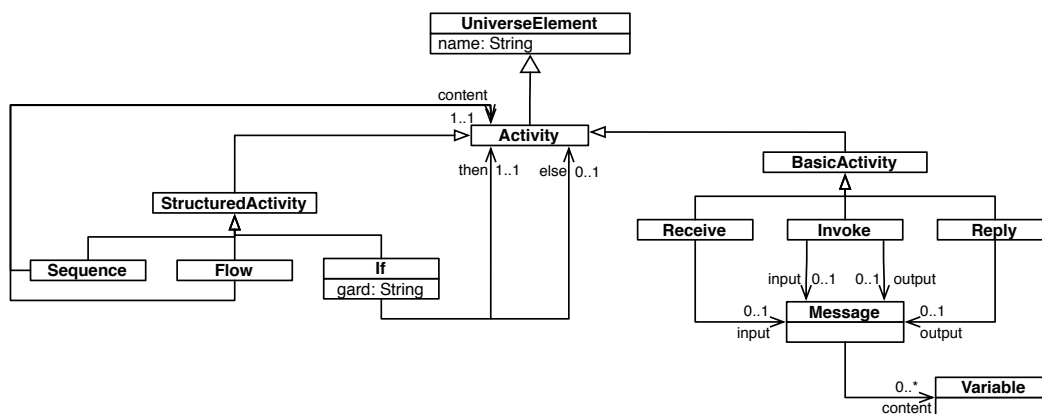 UniverseElement
name: String
content
1..1
Activity
then 1..1
else 0..1
BasicActivity
StructuredActivity
Receive
Invoke
Reply
Sequence
Flow
If
gard: String
input 0..1
0..1 output
0..1
input
Message
0..1
output
0..*
content
Variable